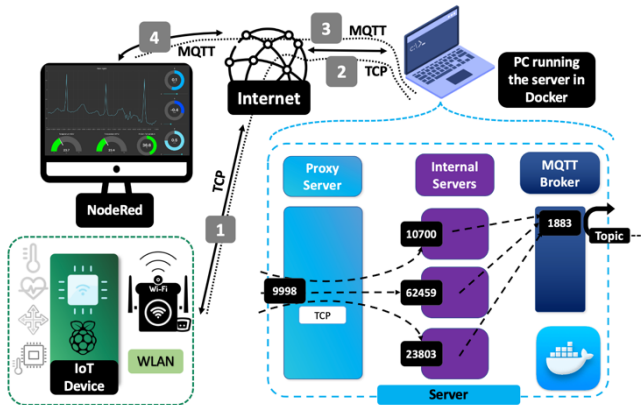 4
MQTT
3
MQTT
2
TCP
Internet
PC running
the server in
Docker
NodeRed
TCP
1
Proxy
Server
Internal
Servers
MQTT
Broker
10700
1883
Topic
9998
62459
TCP
23803
Wi-Fi
IoT
Device
WLAN
Server